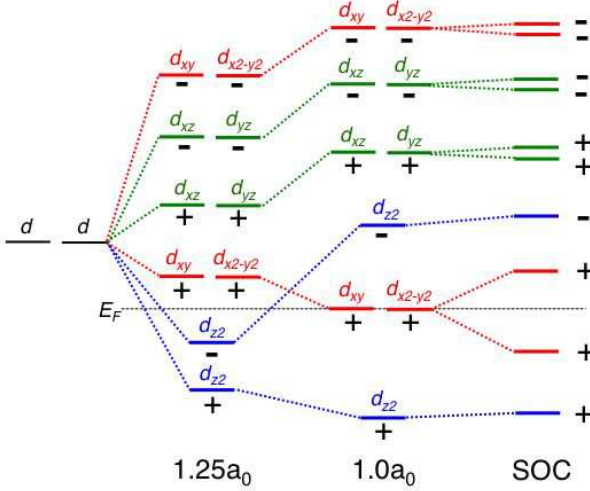 d_xy d_x2-y2
- -
- -
d_xy d_x2-y2
- -
d_xz d_yz
- -
- -
d_xz d_yz
- -
d_xz d_yz
+ +
+ +
d_xz d_yz
+ +
d d
d_z2
- -
d_xy d_x2-y2
+ +
+
E_F
d_xy d_x2-y2
+ +
d_z2
-
+
d_z2
+
d_z2
+ +
1.25a_0 1.0a_0 SOC